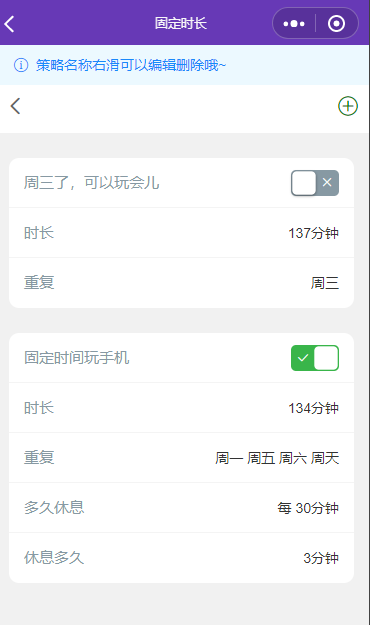 固定时长
策略名称右滑可以编辑删除哦~
周三了，可以玩会儿
时长 137分钟
重复 周三
固定时间玩手机
时长 134分钟
重复 周一 周五 周六 周天
多久休息 每 30分钟
休息多久 3分钟